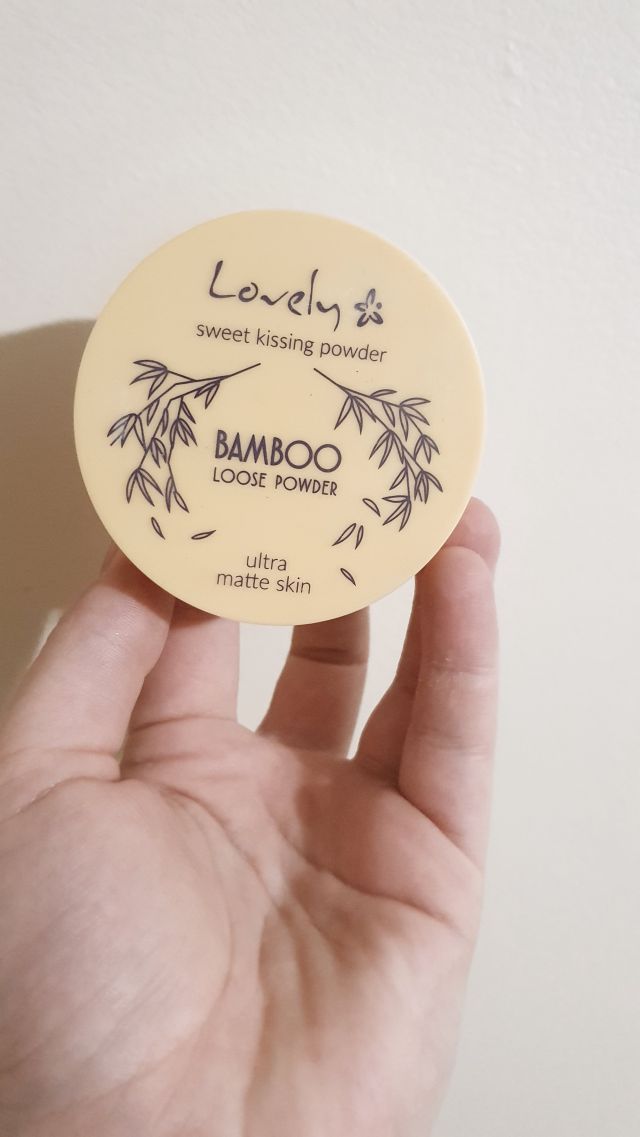 Lovely
sweet kissing powder
BAMBOO
LOOSE POWDER
ultra
matte skin